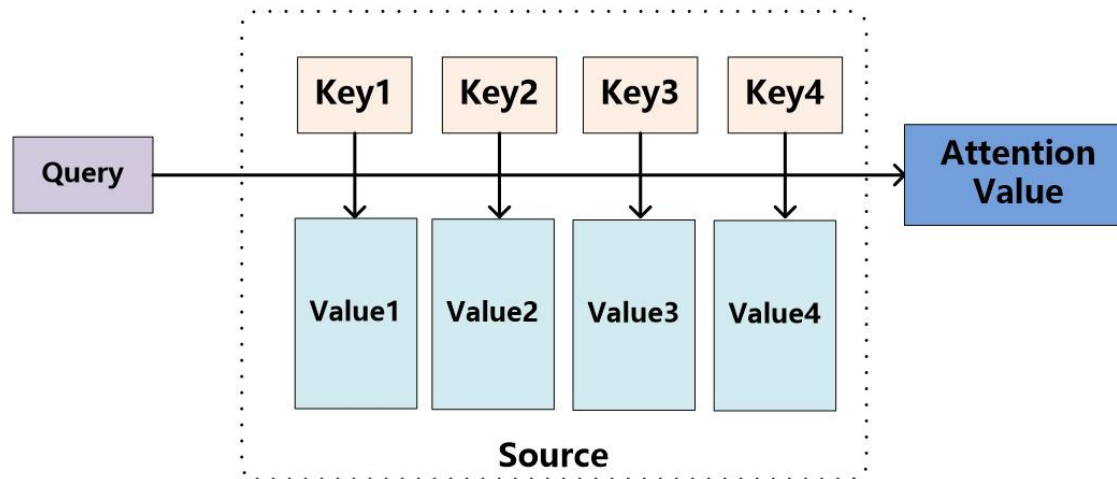 Key1 Key2 Key3 Key4
Query
Attention
Value
Value1 Value2 Value3 Value4
Source